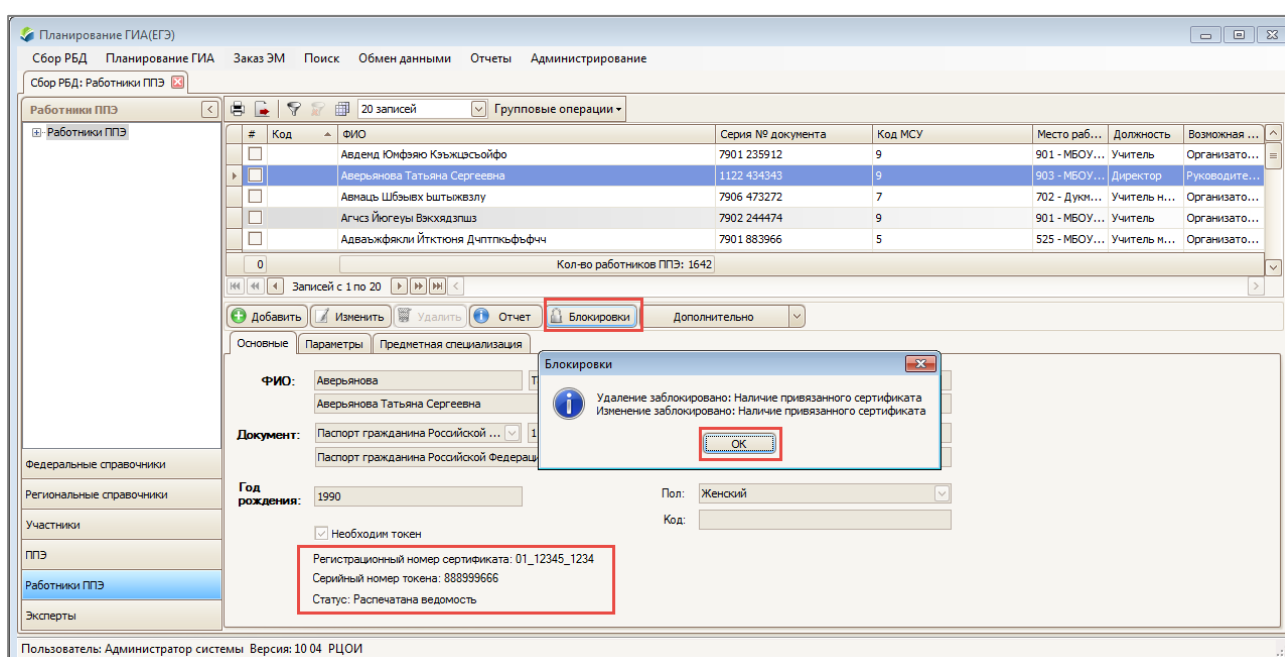 Планирование ГИА(ЕГЭ)
Сбор РБД Планирование ГИА Заказ ЭМ Поиск Обмен данными Отчеты Администрирование
Сбор РБД: Работники ППЭ
Работники ППЭ 20 записей Групповые операции
Работники ППЭ
# Код ФИО Серия № документа Код МСУ Место раб... Должность Возможная ...
Авденд Юнфэяю Кэъжцэсъойфо 7901 235912 9 901 - МБОУ... Учитель Организато...
Аверьянова Татьяна Сергеевна 1122 434343 9 903 - МБОУ... Директор Руководите...
Авнаць Шбэывх Ьштыжвзлу 7906 473272 7 702 - Дукм... Учитель н... Организато...
Агчсз Йюгеуы Вэкхядзпшз 7902 244474 9 901 - МБОУ... Учитель Организато...
Адваъжфякли Йтктюня Дчптпкьфъфчч 7901 883966 5 525 - МБОУ... Учитель м... Организато...
0 Кол-во работников ППЭ: 1642
Записей с 1 по 20
Добавить Изменить Удалить Отчет Блокировки Дополнительно
Основные Параметры Предметная специализация
Блокировки
ФИО: Аверьянова
Аверьянова Татьяна Сергеевна
Удаление заблокировано: Наличие привязанного сертификата
Изменение заблокировано: Наличие привязанного сертификата
OK
Документ: Паспорт гражданина Российской ... 1
Паспорт гражданина Российской Федерац
Год рождения: 1990
Пол: Женский
Код:
Необходим токен
Регистрационный номер сертификата: 01_12345_1234
Серийный номер токена: 888999666
Статус: Распечатана ведомость
Федеральные справочники
Региональные справочники
Участники
ППЭ
Работники ППЭ
Эксперты
Пользователь: Администратор системы Версия: 10 04 РЦОИ